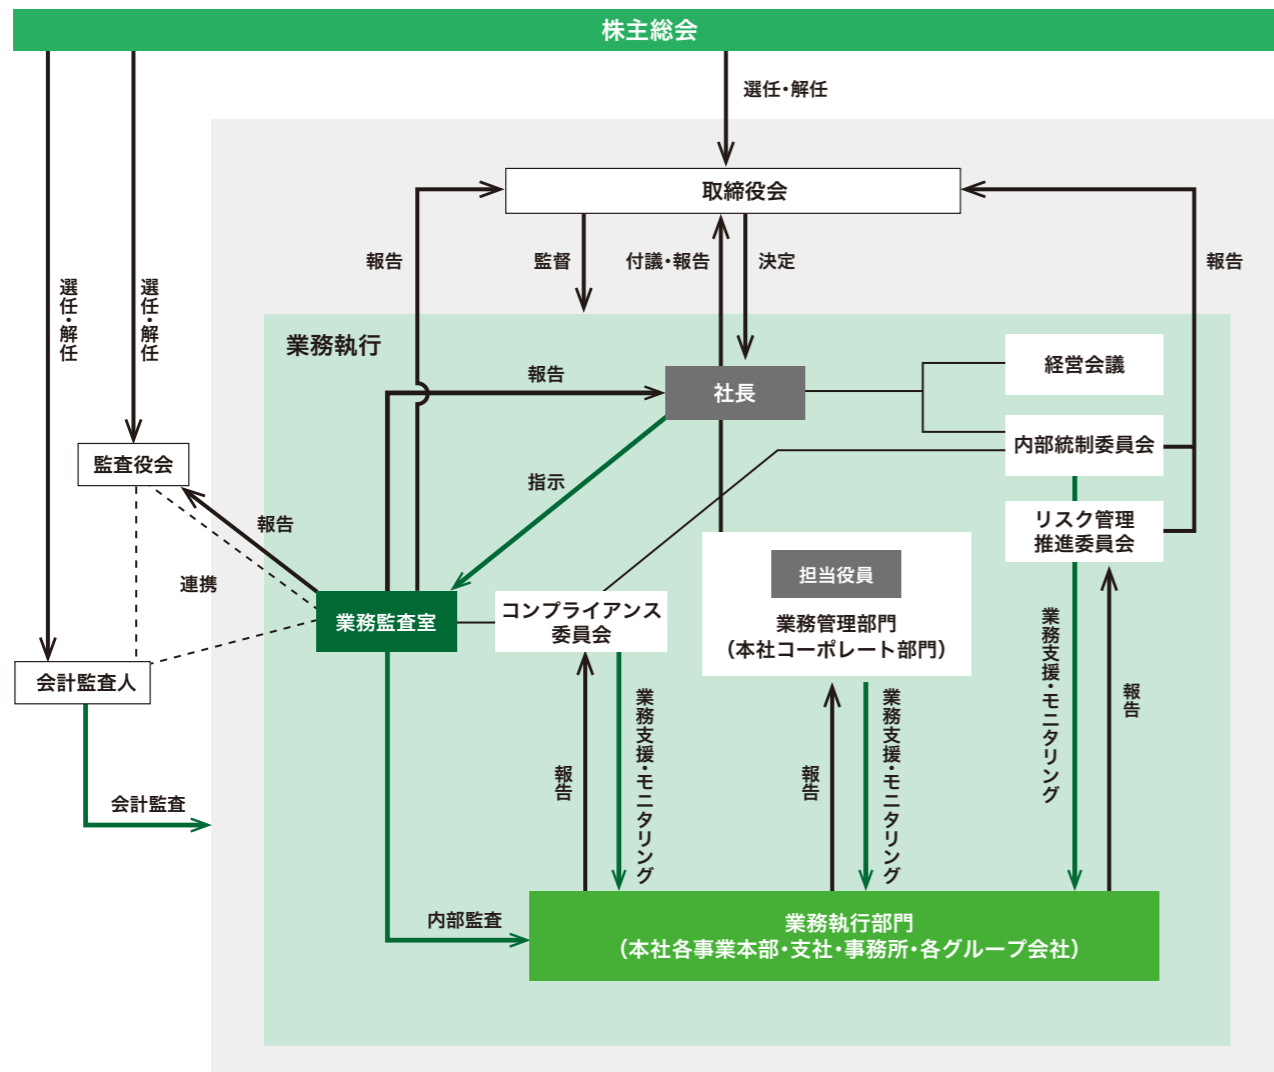 株主総会
選任・解任
取締役会
報告
監督
付議・報告
決定
報告
選任・解任
選任・解任
業務執行
経営会議
報告
社長
内部統制委員会
監査役会
指示
リスク管理
推進委員会
報告
担当役員
連携
業務監査室
コンプライアンス
委員会
業務管理部門
（本社コーポレート部門）
業務支援・モニタリング
会計監査人
報告
業務支援・モニタリング
業務支援・モニタリング
報告
報告
会計監査
内部監査
業務執行部門
（本社各事業本部・支社・事務所・各グループ会社）